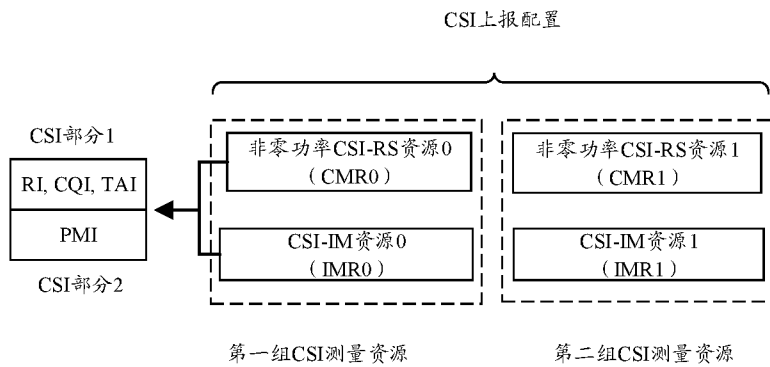 CSI上报配置
CSI部分1
RI, CQI, TAI
PMI
CSI部分2
非零功率CSI-RS资源0
(CMR0)
CSI-IM资源0
(IMR0)
第一组CSI测量资源
非零功率CSI-RS资源1
(CMR1)
CSI-IM资源1
(IMR1)
第二组CSI测量资源